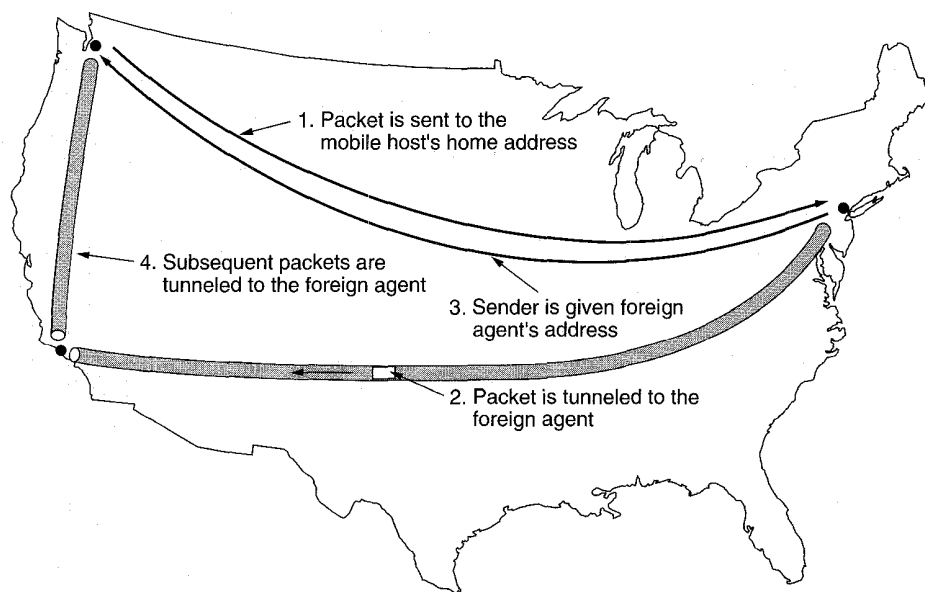 1. Packet is sent to the
mobile host's home address
4. Subsequent packets are
tunneled to the foreign agent
3. Sender is given foreign
agent's address
2. Packet is tunneled to the
foreign agent